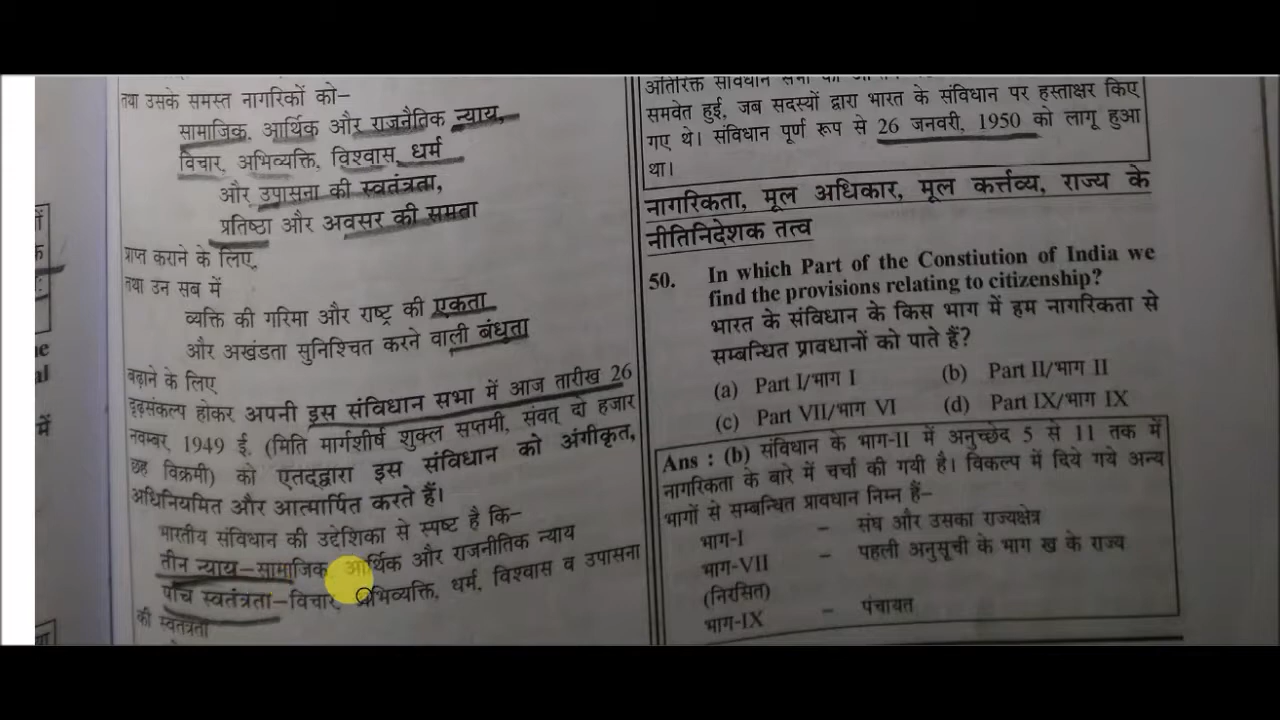 तथा उसके समस्त नागरिकों को–
सामाजिक, आर्थिक और राजनैतिक न्याय,
विचार, अभिव्यक्ति, विश्वास, धर्म
और उपासना की स्वतंत्रता,
प्रतिष्ठा और अवसर की समता
प्राप्त कराने के लिए,
तथा उन सब में
व्यक्ति की गरिमा और राष्ट्र की एकता
और अखंडता सुनिश्चित करने वाली बंधुता
बढ़ाने के लिए
दृढ़संकल्प होकर अपनी इस संविधान सभा में आज तारीख 26
नवम्बर, 1949 ई. (मिति मार्गशीर्ष शुक्ल सप्तमी, संवत् दो हजार
छह विक्रमी) को एतद्द्वारा इस संविधान को अंगीकृत,
अधिनियमित और आत्मार्पित करते हैं।
भारतीय संविधान की उद्देशिका से स्पष्ट है कि–
तीन न्याय–सामाजिक, आर्थिक और राजनीतिक न्याय
पाँच स्वतंत्रता–विचार, अभिव्यक्ति, धर्म, विश्वास व उपासना
की स्वतंत्रता
अतिरिक्त संविधान सभा
समवेत हुई, जब सदस्यों द्वारा भारत के संविधान पर हस्ताक्षर किए
गए थे। संविधान पूर्ण रूप से 26 जनवरी, 1950 को लागू हुआ
था।
नागरिकता, मूल अधिकार, मूल कर्त्तव्य, राज्य के
नीतिनिदेशक तत्व
50. In which Part of the Constiution of India we
find the provisions relating to citizenship?
भारत के संविधान के किस भाग में हम नागरिकता से
सम्बन्धित प्रावधानों को पाते हैं?
(a) Part I/भाग I (b) Part II/भाग II
(c) Part VII/भाग VI (d) Part IX/भाग IX
Ans : (b) संविधान के भाग-II में अनुच्छेद 5 से 11 तक में
नागरिकता के बारे में चर्चा की गयी है। विकल्प में दिये गये अन्य
भागों से सम्बन्धित प्रावधान निम्न हैं–
भाग-I – संघ और उसका राज्यक्षेत्र
भाग-VII – पहली अनुसूची के भाग ख के राज्य
(निरसित)
भाग-IX – पंचायत